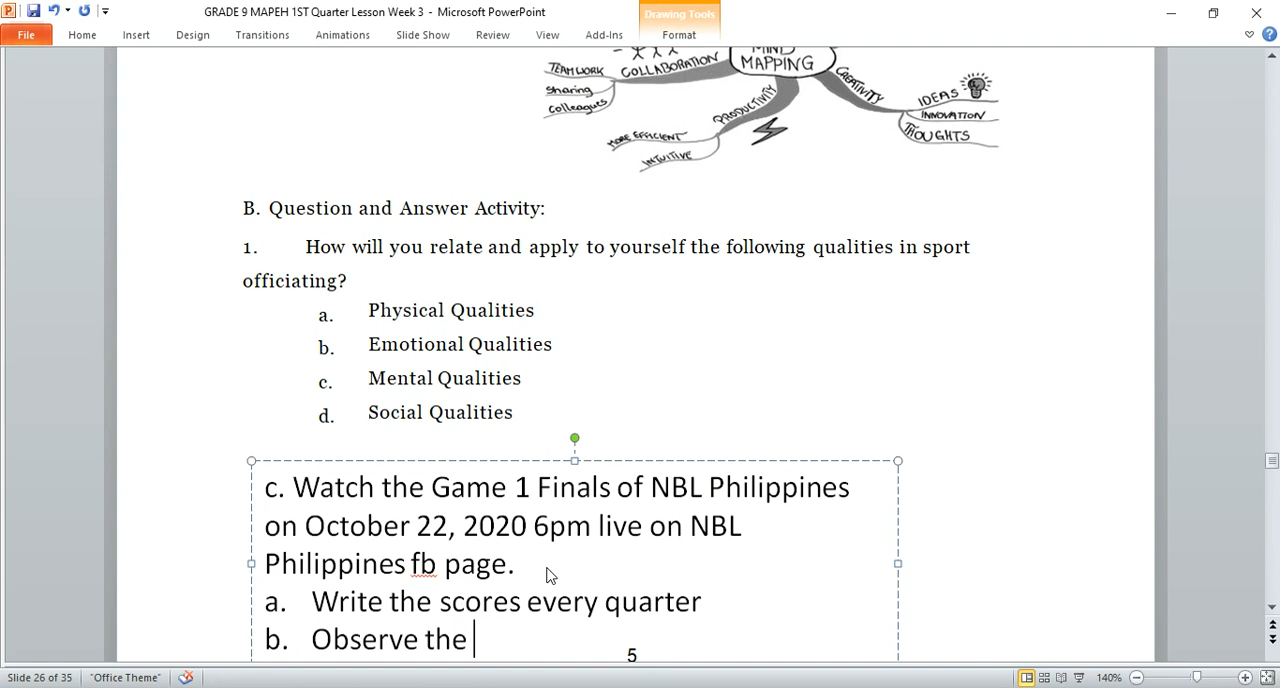 GRADE 9 MAPEH 1ST Quarter Lesson Week 3 - Microsoft PowerPoint
Drawing Tools
File Home Insert Design Transitions Animations Slide Show Review View Add-Ins Format
MIND
MAPPING
TEAMWORK
Sharing
Colleagues
COLLABORATION
PRODUCTIVITY
MORE EFFICIENT
INTUITIVE
CREATIVITY
IDEAS
INNOVATION
THOUGHTS
B. Question and Answer Activity:
1. How will you relate and apply to yourself the following qualities in sport
officiating?
a. Physical Qualities
b. Emotional Qualities
c. Mental Qualities
d. Social Qualities
c. Watch the Game 1 Finals of NBL Philippines
on October 22, 2020 6pm live on NBL
Philippines fb page.
a. Write the scores every quarter
b. Observe the
5
Slide 26 of 35 "Office Theme" 140%